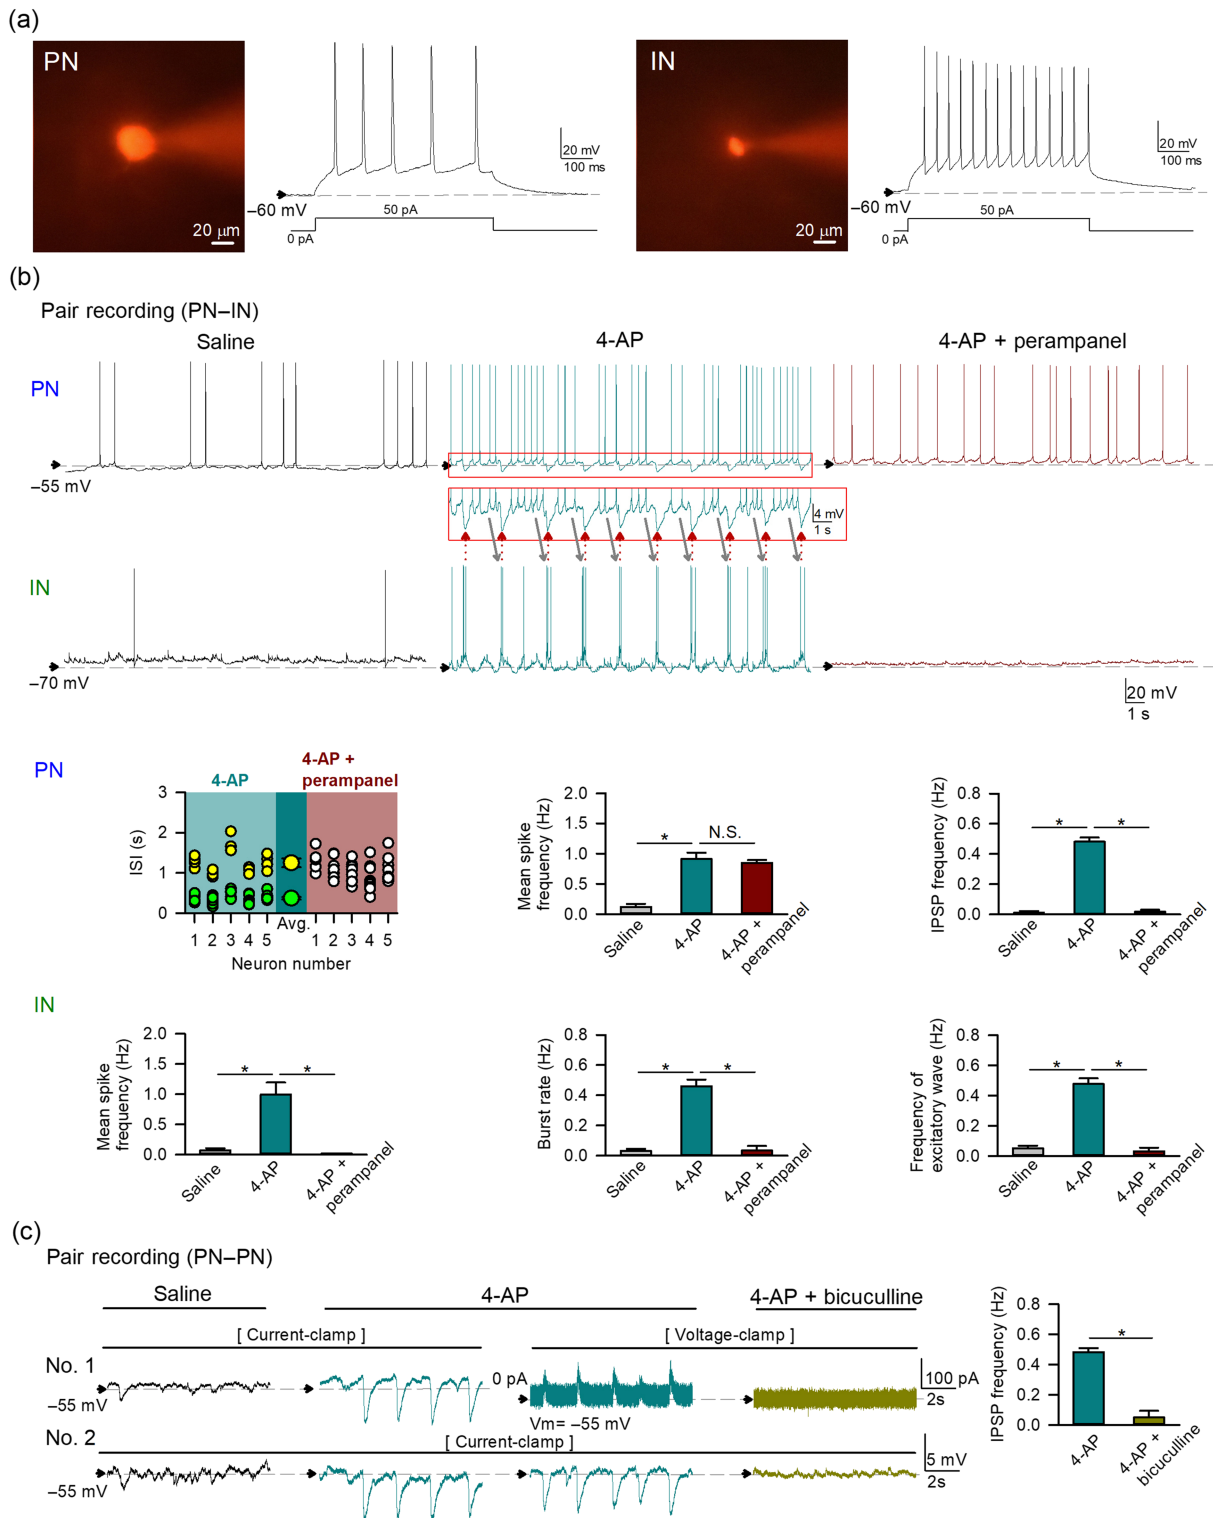 (a)
PN
20 mV
100 ms
–60 mV
50 pA
0 pA
20 µm
IN
20 mV
100 ms
–60 mV
50 pA
0 pA
20 µm
(b)
Pair recording (PN–IN)
Saline
4-AP
4-AP + perampanel
PN
–55 mV
4 mV
1 s
IN
–70 mV
20 mV
1 s
PN
4-AP
4-AP +
perampanel
ISI (s)
3
2
1
0
Avg.
1 2 3 4 5 1 2 3 4 5
Neuron number
Mean spike
frequency (Hz)
2.0
1.5
1.0
0.5
0.0
*
N.S.
Saline
4-AP
4-AP +
perampanel
IPSP frequency (Hz)
0.8
0.6
0.4
0.2
0.0
*
*
Saline
4-AP
4-AP +
perampanel
IN
Mean spike
frequency (Hz)
2.0
1.5
1.0
0.5
0.0
*
*
Saline
4-AP
4-AP +
perampanel
Burst rate (Hz)
0.8
0.6
0.4
0.2
0.0
*
*
Saline
4-AP
4-AP +
perampanel
Frequency of
excitatory wave (Hz)
0.8
0.6
0.4
0.2
0.0
*
*
Saline
4-AP
4-AP +
perampanel
(c)
Pair recording (PN–PN)
Saline
4-AP
4-AP + bicuculline
[ Current-clamp ]
[ Voltage-clamp ]
No. 1
–55 mV
0 pA
Vm= –55 mV
100 pA
2s
No. 2
[ Current-clamp ]
–55 mV
5 mV
2s
IPSP frequency (Hz)
0.8
0.6
0.4
0.2
0.0
*
4-AP
4-AP +
bicuculline